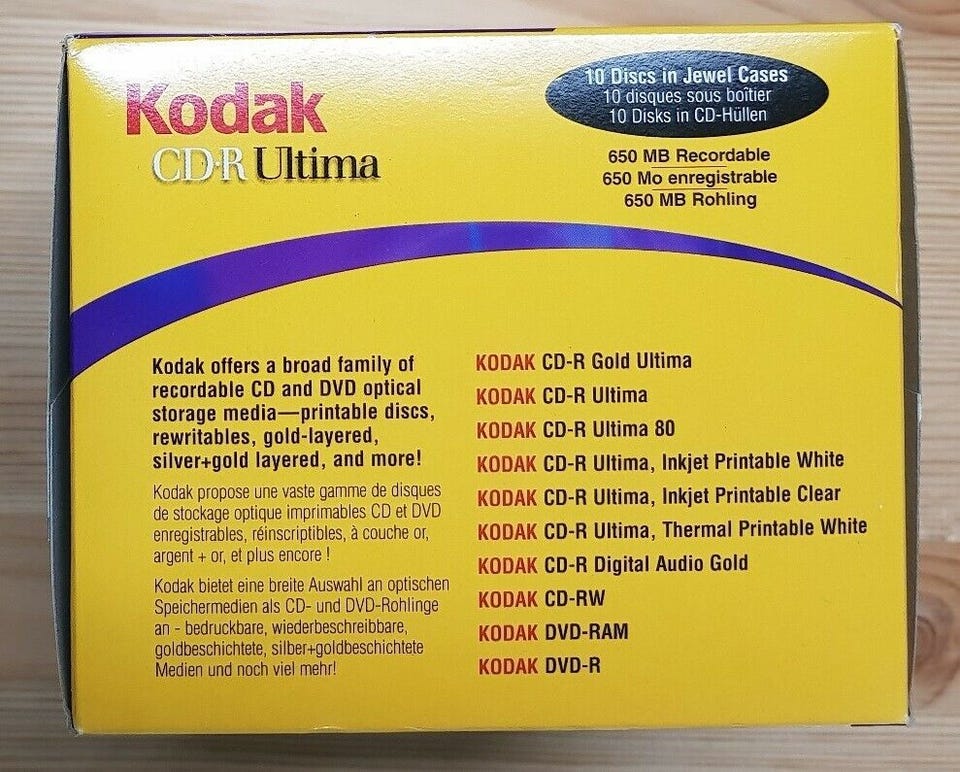 Kodak
CD-R Ultima
10 Discs in Jewel Cases
10 disques sous boîtier
10 Disks in CD-Hüllen
650 MB Recordable
650 Mo enregistrable
650 MB Rohling
Kodak offers a broad family of
recordable CD and DVD optical
storage media—printable discs,
rewritables, gold-layered,
silver+gold layered, and more!
Kodak propose une vaste gamme de disques
de stockage optique imprimables CD et DVD
enregistrables, réinscriptibles, à couche or,
argent + or, et plus encore !
Kodak bietet eine breite Auswahl an optischen
Speichermedien als CD- und DVD-Rohlinge
an - bedruckbare, wiederbeschreibbare,
goldbeschichtete, silber+goldbeschichtete
Medien und noch viel mehr!
KODAK CD-R Gold Ultima
KODAK CD-R Ultima
KODAK CD-R Ultima 80
KODAK CD-R Ultima, Inkjet Printable White
KODAK CD-R Ultima, Inkjet Printable Clear
KODAK CD-R Ultima, Thermal Printable White
KODAK CD-R Digital Audio Gold
KODAK CD-RW
KODAK DVD-RAM
KODAK DVD-R